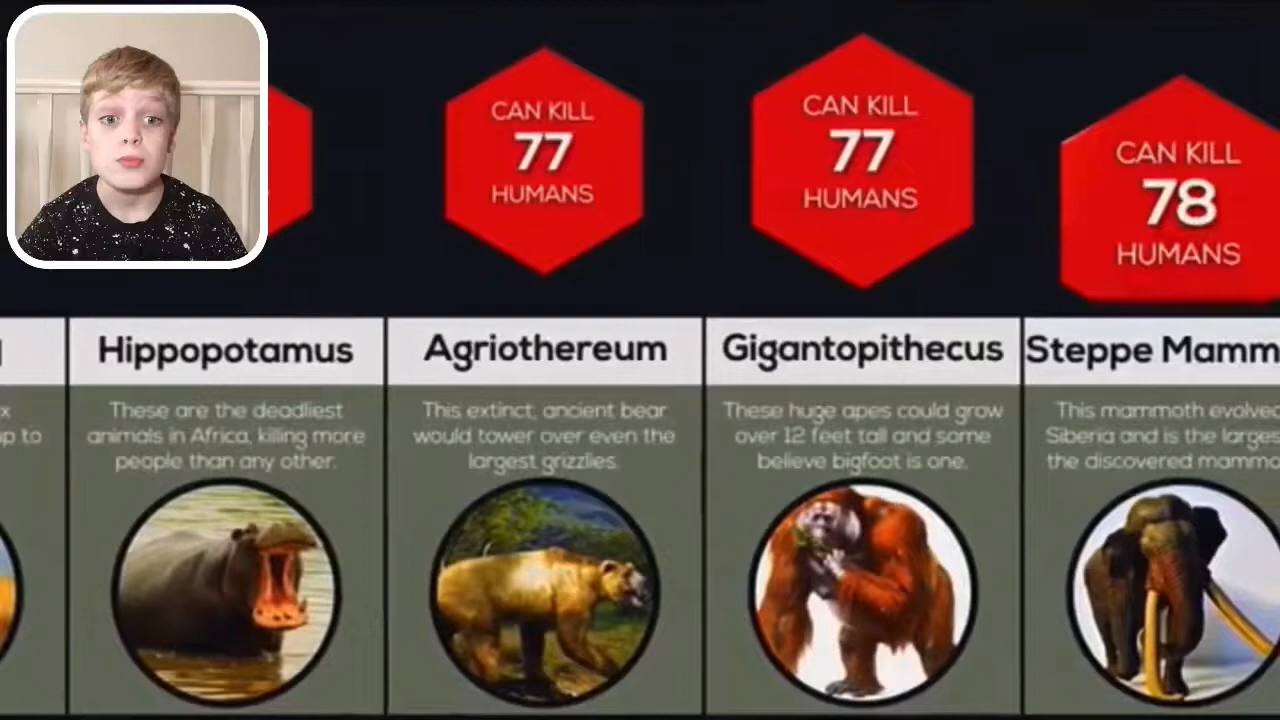 CAN KILL
77
HUMANS
CAN KILL
77
HUMANS
CAN KILL
78
HUMANS
Hippopotamus
These are the deadliest
animals in Africa, killing more
people than any other.
Agriothereum
This extinct, ancient bear
would tower over even the
largest grizzlies.
Gigantopithecus
These huge apes could grow
over 12 feet tall and some
believe bigfoot is one.
Steppe
This mammoth evolved
Siberia and is the
the discovered
up to